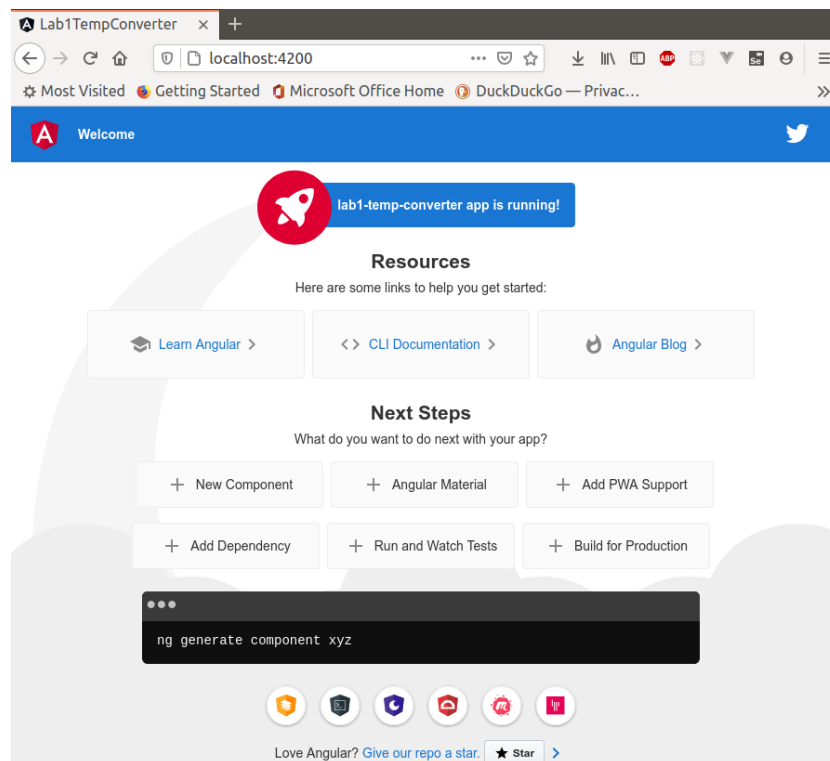 Lab1TempConverter × +
localhost:4200 ...
ABP Se
Most Visited Getting Started Microsoft Office Home DuckDuckGo — Privac... »
A Welcome
lab1-temp-converter app is running!
Resources
Here are some links to help you get started:
Learn Angular > <> CLI Documentation > Angular Blog >
Next Steps
What do you want to do next with your app?
+ New Component + Angular Material + Add PWA Support
+ Add Dependency + Run and Watch Tests + Build for Production
ng generate component xyz
Love Angular? Give our repo a star. ★ Star >